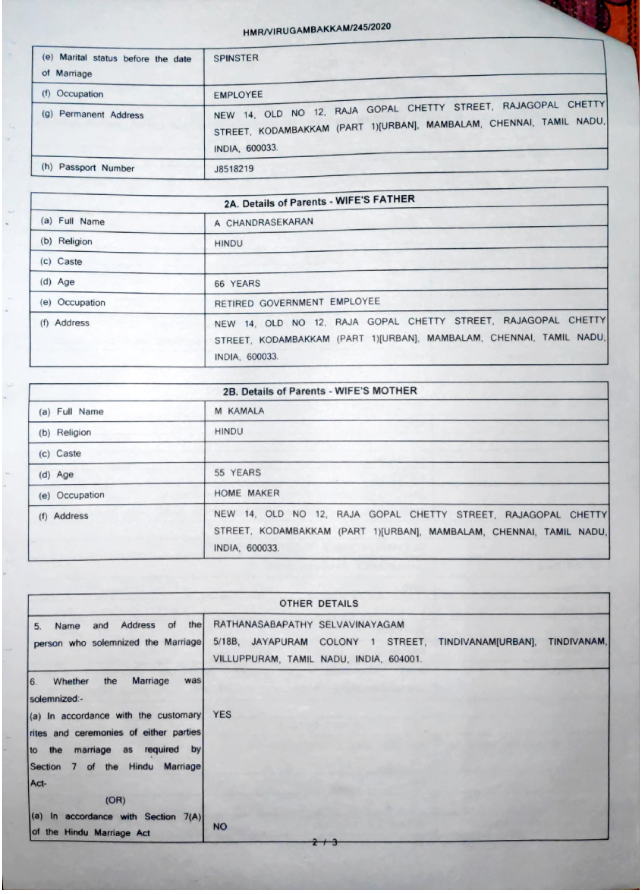 HMR/VIRUGAMBAKKAM/245/2020
(e) Marital status before the date
of Marriage
SPINSTER
(f) Occupation
EMPLOYEE
(g) Permanent Address
NEW 14, OLD NO 12, RAJA GOPAL CHETTY STREET, RAJAGOPAL CHETTY
STREET, KODAMBAKKAM (PART 1)[URBAN], MAMBALAM, CHENNAI, TAMIL NADU,
INDIA, 600033.
(h) Passport Number
J8518219
2A. Details of Parents - WIFE'S FATHER
(a) Full Name
A CHANDRASEKARAN
(b) Religion
HINDU
(c) Caste
(d) Age
66 YEARS
(e) Occupation
RETIRED GOVERNMENT EMPLOYEE
(f) Address
NEW 14, OLD NO 12, RAJA GOPAL CHETTY STREET, RAJAGOPAL CHETTY
STREET, KODAMBAKKAM (PART 1)[URBAN], MAMBALAM, CHENNAI, TAMIL NADU,
INDIA, 600033.
2B. Details of Parents - WIFE'S MOTHER
(a) Full Name
M KAMALA
(b) Religion
HINDU
(c) Caste
(d) Age
55 YEARS
(e) Occupation
HOME MAKER
(f) Address
NEW 14, OLD NO 12, RAJA GOPAL CHETTY STREET, RAJAGOPAL CHETTY
STREET, KODAMBAKKAM (PART 1)[URBAN], MAMBALAM, CHENNAI, TAMIL NADU,
INDIA, 600033.
OTHER DETAILS
5. Name and Address of the
person who solemnized the Marriage
RATHANASABAPATHY SELVAVINAYAGAM
5/18B, JAYAPURAM COLONY 1 STREET, TINDIVANAM[URBAN], TINDIVANAM,
VILLUPPURAM, TAMIL NADU, INDIA, 604001.
6. Whether the Marriage was
solemnized:-
(a) In accordance with the customary
rites and ceremonies of either parties
to the marriage as required by
Section 7 of the Hindu Marriage
Act-
YES
(OR)
(a) In accordance with Section 7(A)
of the Hindu Marriage Act
NO
2 / 3